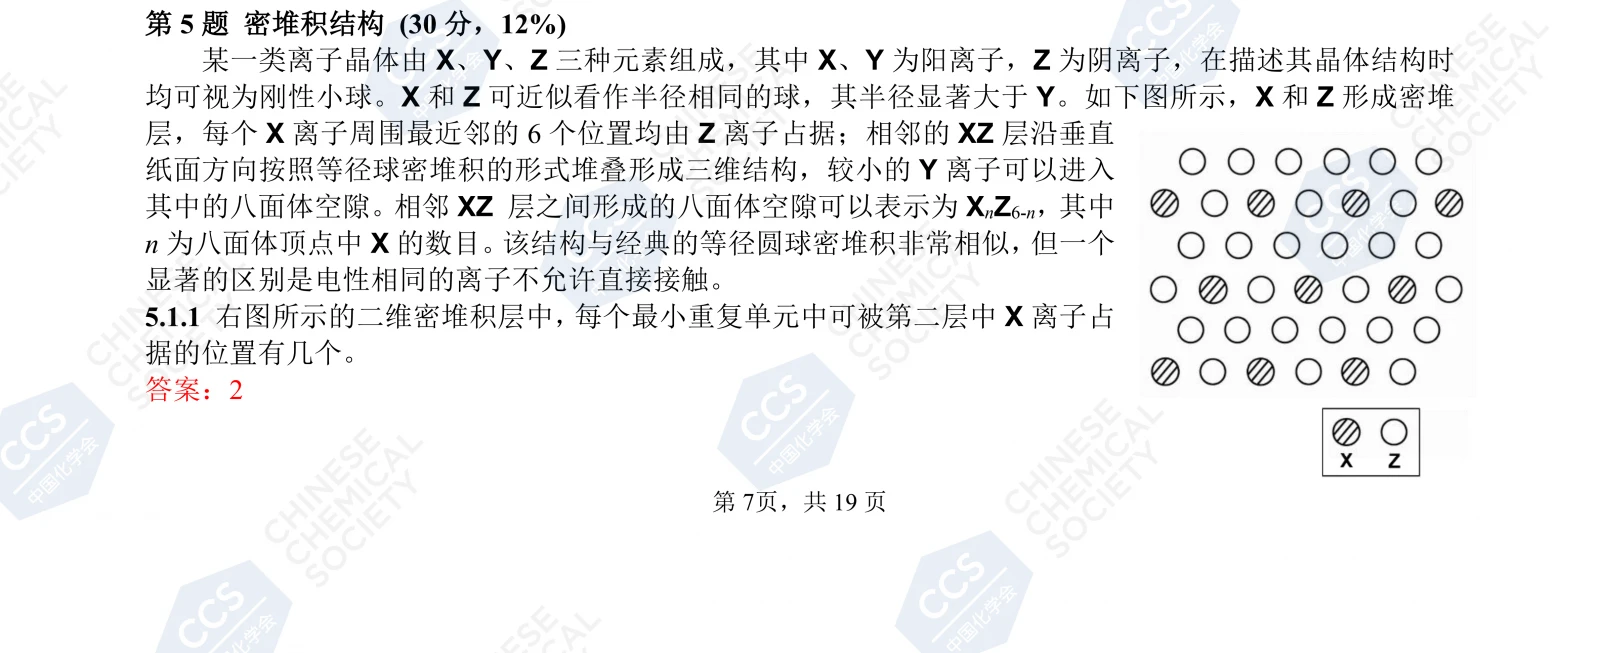 第 5 题 密堆积结构 (30 分，12%)
某一类离子晶体由 X、Y、Z 三种元素组成，其中 X、Y 为阳离子，Z 为阴离子，在描述其晶体结构时
均可视为刚性小球。X 和 Z 可近似看作半径相同的球，其半径显著大于 Y。如下图所示，X 和 Z 形成密堆
层，每个 X 离子周围最近邻的 6 个位置均由 Z 离子占据；相邻的 XZ 层沿垂直
纸面方向按照等径球密堆积的形式堆叠形成三维结构，较小的 Y 离子可以进入
其中的八面体空隙。相邻 XZ 层之间形成的八面体空隙可以表示为 XnZ6-n，其中
n 为八面体顶点中 X 的数目。该结构与经典的等径圆球密堆积非常相似，但一个
显著的区别是电性相同的离子不允许直接接触。
5.1.1 右图所示的二维密堆积层中，每个最小重复单元中可被第二层中 X 离子占
据的位置有几个。
答案：2
X Z
第 7页，共 19 页
CCS
中国化学会
CHINESE
CHEMICAL
SOCIETY